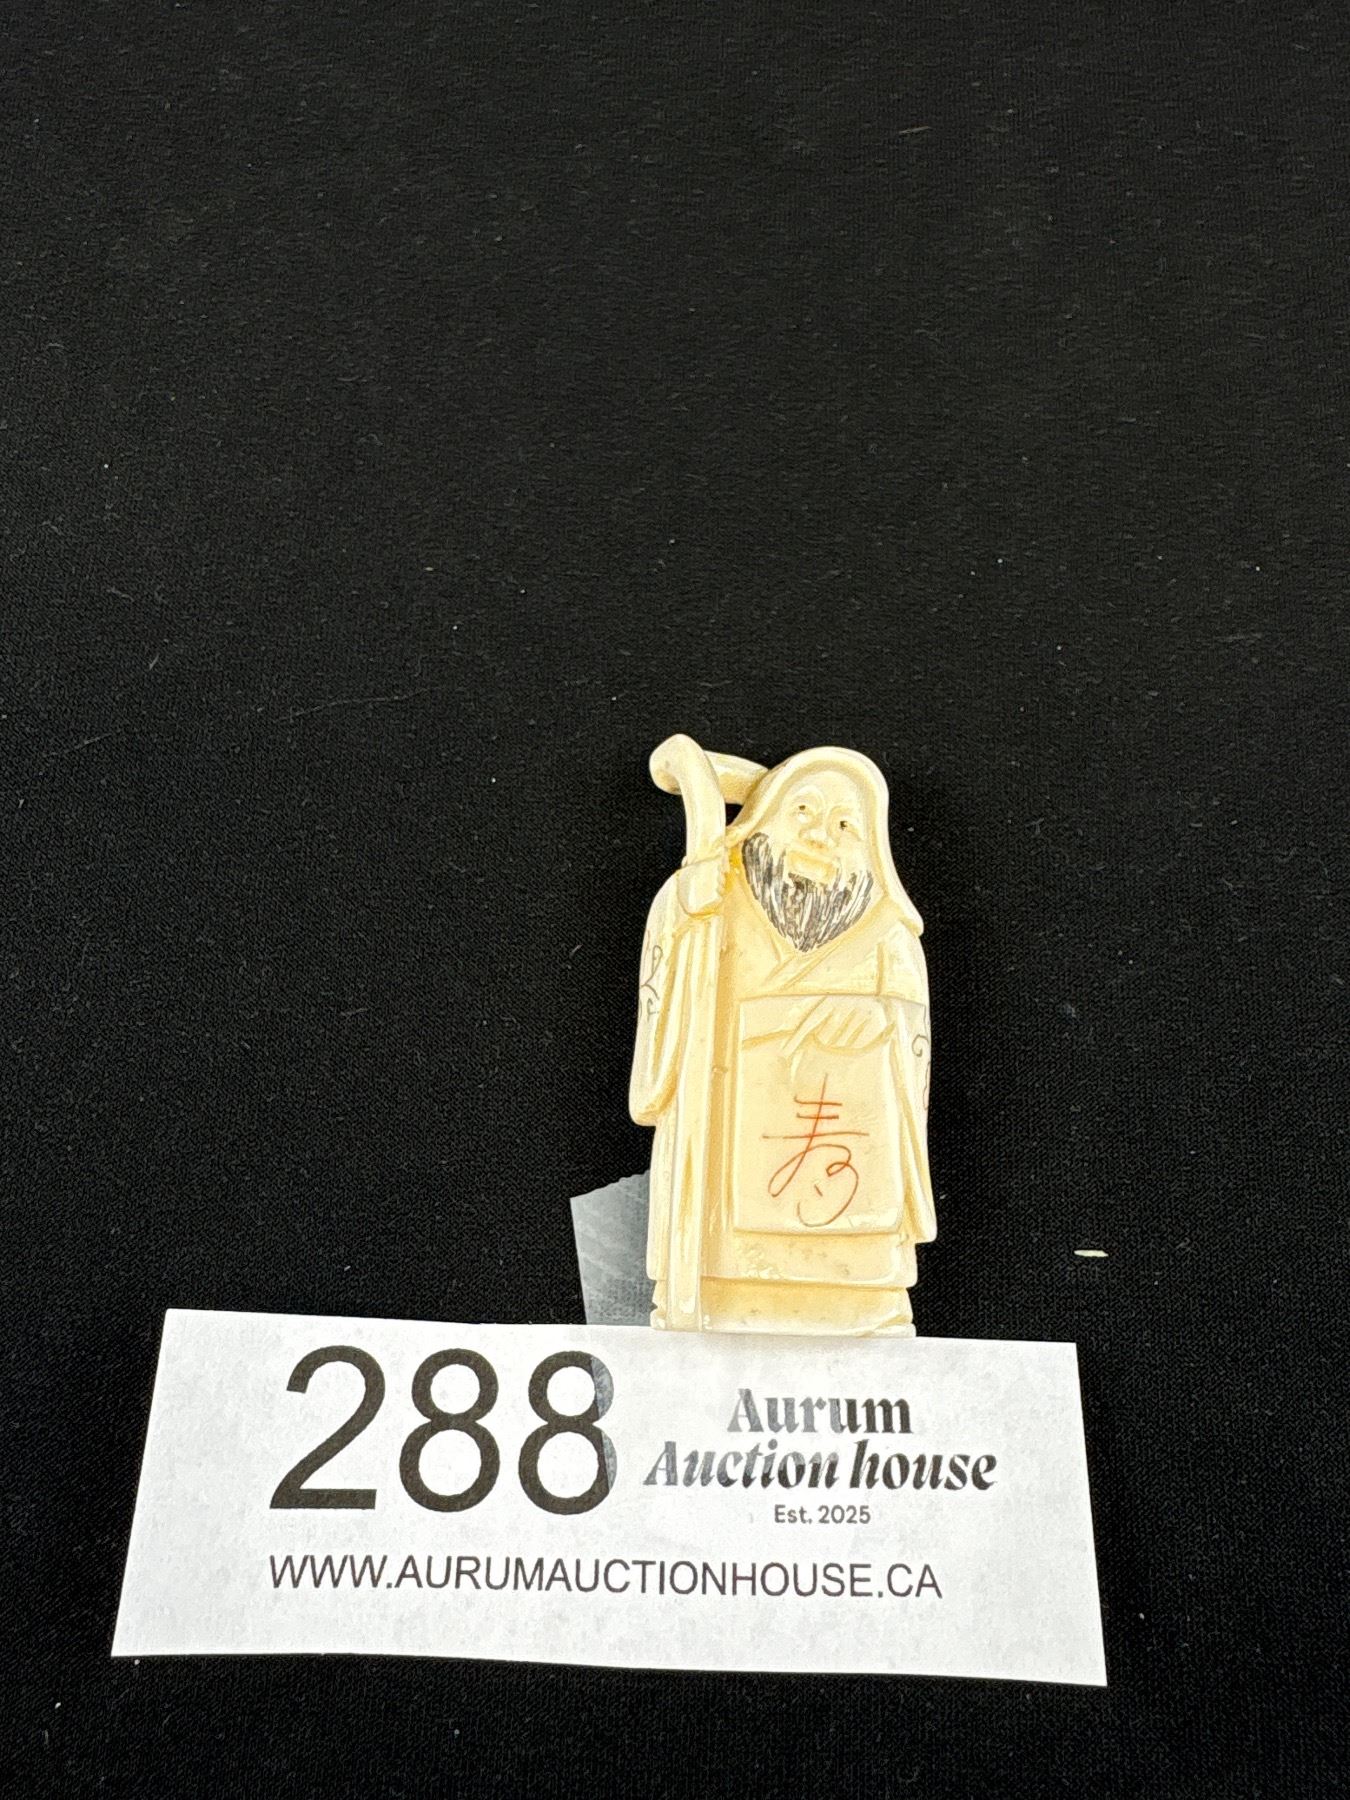 寿
288
Aurum
Auction house
Est. 2025
WWW.AURUMAUCTIONHOUSE.CA